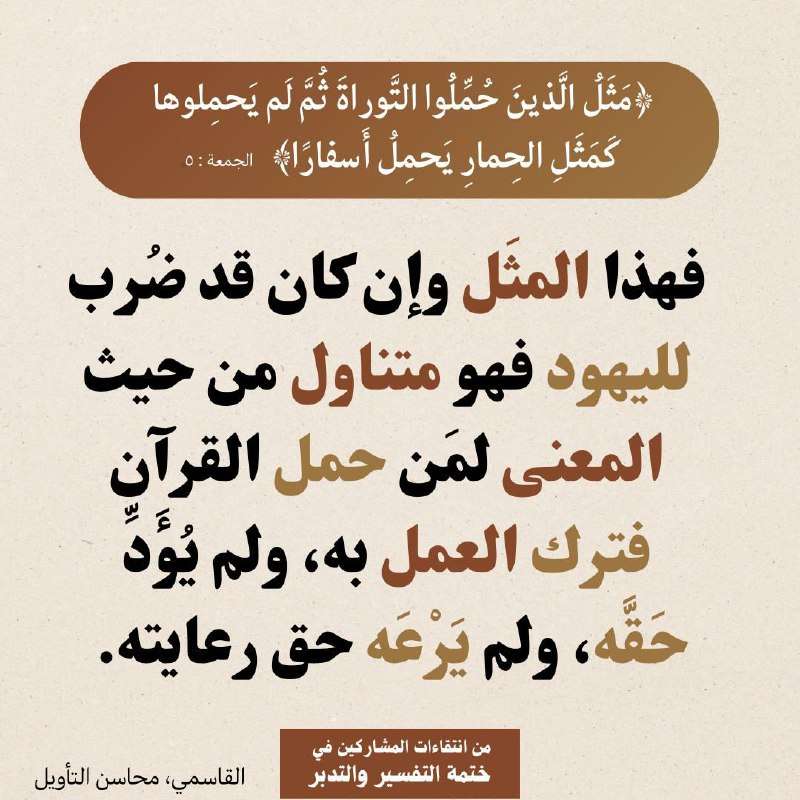 ﴿مَثَلُ الَّذينَ حُمِّلُوا التَّوراةَ ثُمَّ لَم يَحمِلوها
كَمَثَلِ الحِمارِ يَحمِلُ أَسفارًا﴾ الجمعة : ٥
فهذا المثَل وإن كان قد ضُرب
لليهود فهو متناول من حيث
المعنى لمَن حمل القرآن
فترك العمل به، ولم يُؤَدِّ
حَقَّه، ولم يَرْعَه حق رعايته.
من انتقاءات المشاركين في
ختمة التفسير والتدبر
القاسمي، محاسن التأويل